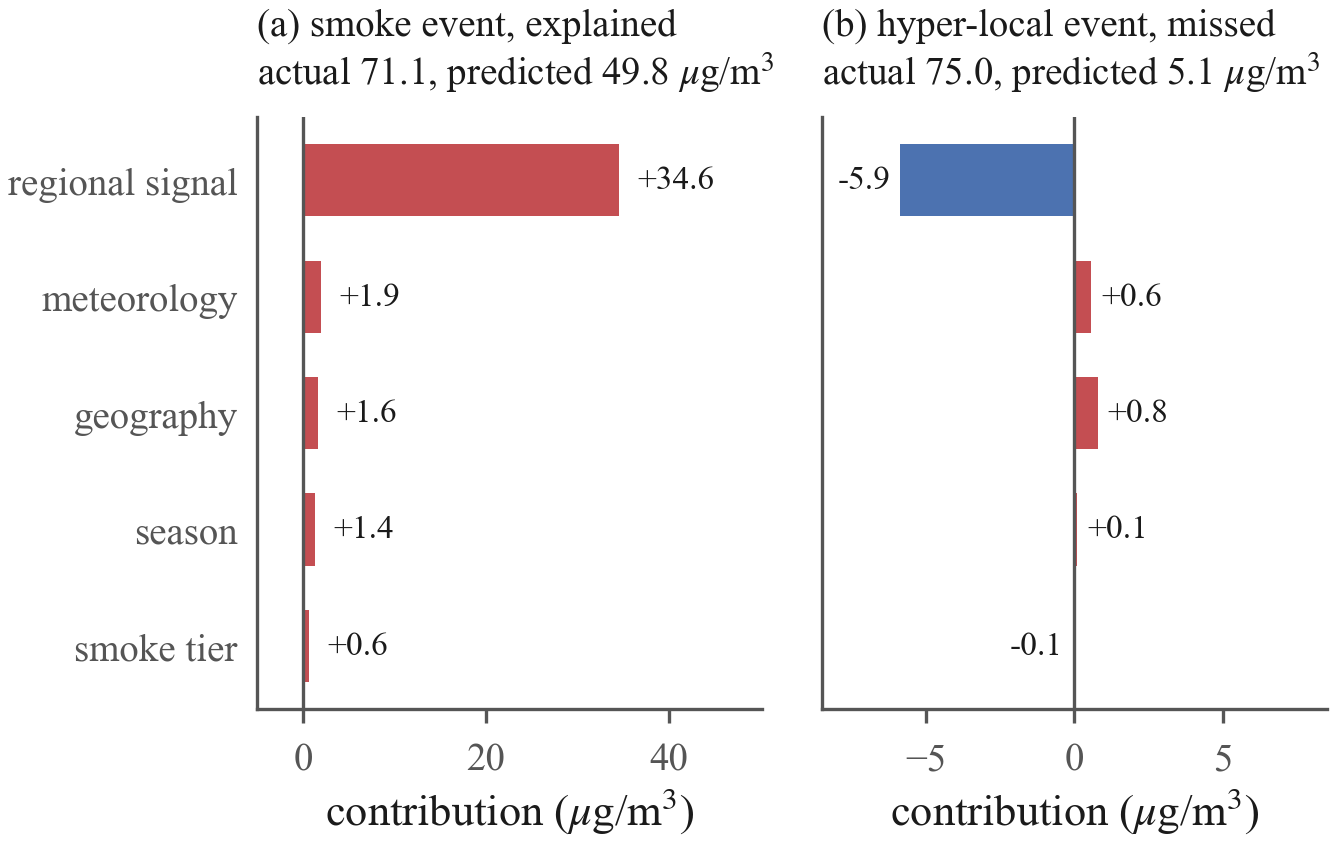 (a) smoke event, explained
actual 71.1, predicted 49.8 μg/m³
(b) hyper-local event, missed
actual 75.0, predicted 5.1 μg/m³
regional signal
+34.6
-5.9
meteorology
+1.9
+0.6
geography
+1.6
+0.8
season
+1.4
+0.1
smoke tier
+0.6
-0.1
0
20
40
−5
0
5
contribution (μg/m³)
contribution (μg/m³)